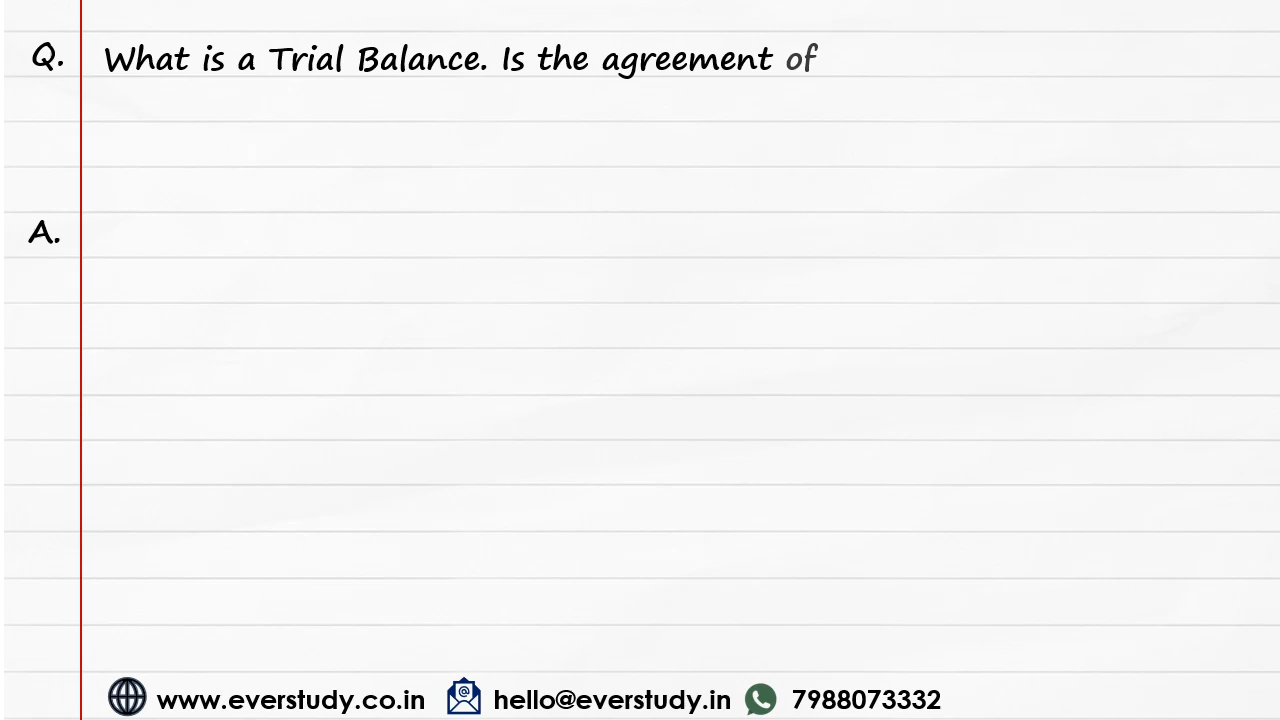 Q. What is a Trial Balance. Is the agreement of
A.
www.everstudy.co.in hello@everstudy.in 7988073332